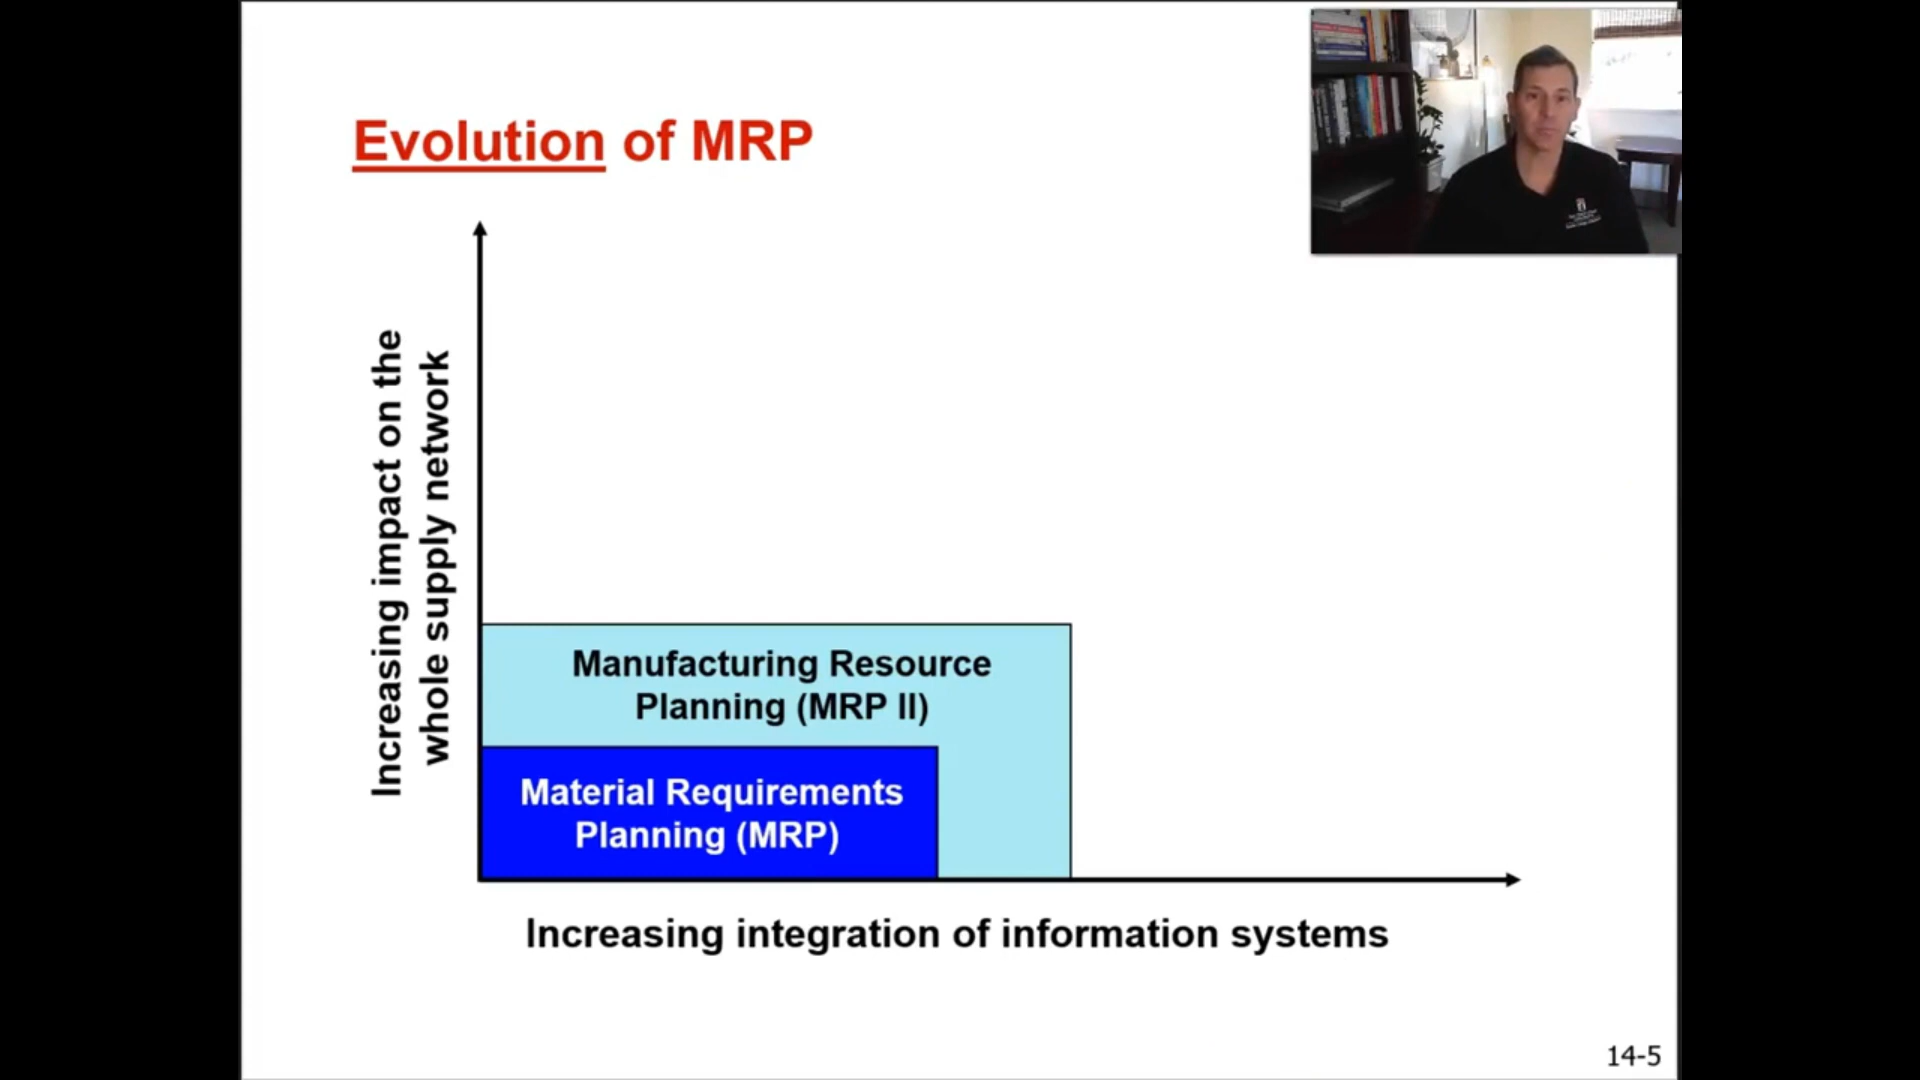 Evolution of MRP
Increasing impact on the
whole supply network
Manufacturing Resource
Planning (MRP II)
Material Requirements
Planning (MRP)
Increasing integration of information systems
14-5